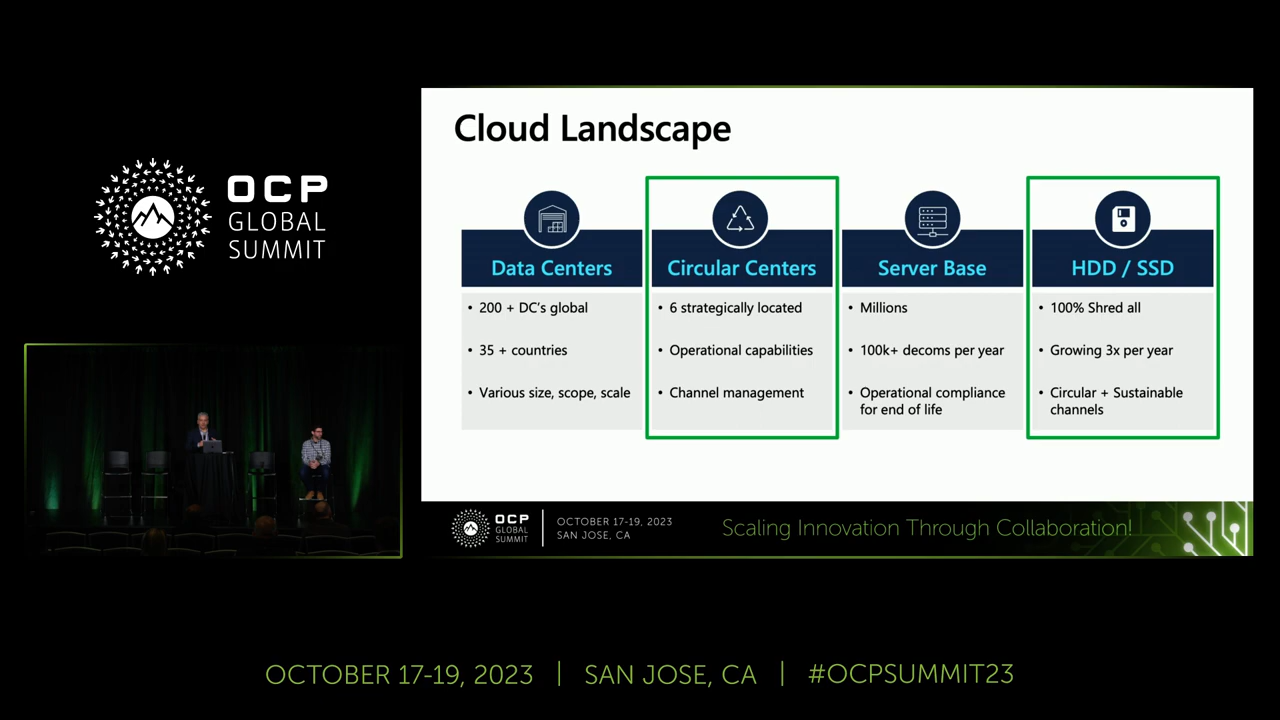 OCP
GLOBAL
SUMMIT
Cloud Landscape
Data Centers
• 200 + DC's global
• 35 + countries
• Various size, scope, scale
Circular Centers
• 6 strategically located
• Operational capabilities
• Channel management
Server Base
• Millions
• 100k+ decoms per year
• Operational compliance
for end of life
HDD / SSD
• 100% Shred all
• Growing 3x per year
• Circular + Sustainable
channels
OCP
GLOBAL
SUMMIT
OCTOBER 17-19, 2023
SAN JOSE, CA
Scaling Innovation Through Collaboration!
OCTOBER 17-19, 2023 | SAN JOSE, CA | #OCPSUMMIT23